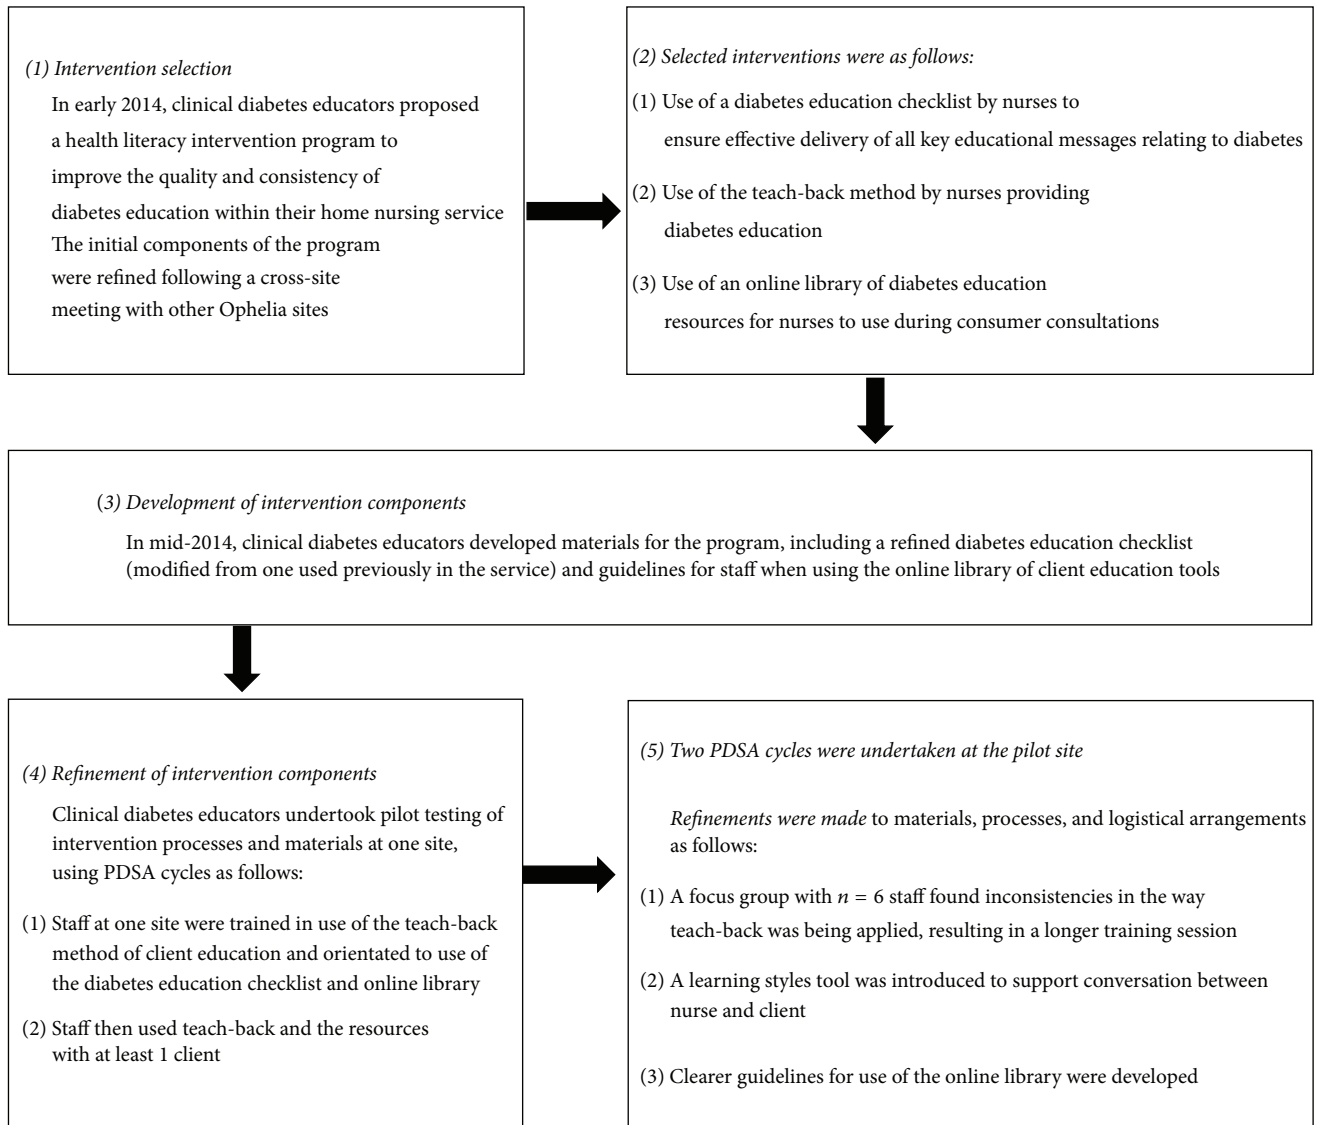 (1) Intervention selection
In early 2014, clinical diabetes educators proposed
a health literacy intervention program to
improve the quality and consistency of
diabetes education within their home nursing service
The initial components of the program
were refined following a cross-site
meeting with other Ophelia sites
(2) Selected interventions were as follows:
(1) Use of a diabetes education checklist by nurses to
ensure effective delivery of all key educational messages relating to diabetes
(2) Use of the teach-back method by nurses providing
diabetes education
(3) Use of an online library of diabetes education
resources for nurses to use during consumer consultations
(3) Development of intervention components
In mid-2014, clinical diabetes educators developed materials for the program, including a refined diabetes education checklist
(modified from one used previously in the service) and guidelines for staff when using the online library of client education tools
(4) Refinement of intervention components
Clinical diabetes educators undertook pilot testing of
intervention processes and materials at one site,
using PDSA cycles as follows:
(1) Staff at one site were trained in use of the teach-back
method of client education and orientated to use of
the diabetes education checklist and online library
(2) Staff then used teach-back and the resources
with at least 1 client
(5) Two PDSA cycles were undertaken at the pilot site
Refinements were made to materials, processes, and logistical arrangements
as follows:
(1) A focus group with n = 6 staff found inconsistencies in the way
teach-back was being applied, resulting in a longer training session
(2) A learning styles tool was introduced to support conversation between
nurse and client
(3) Clearer guidelines for use of the online library were developed